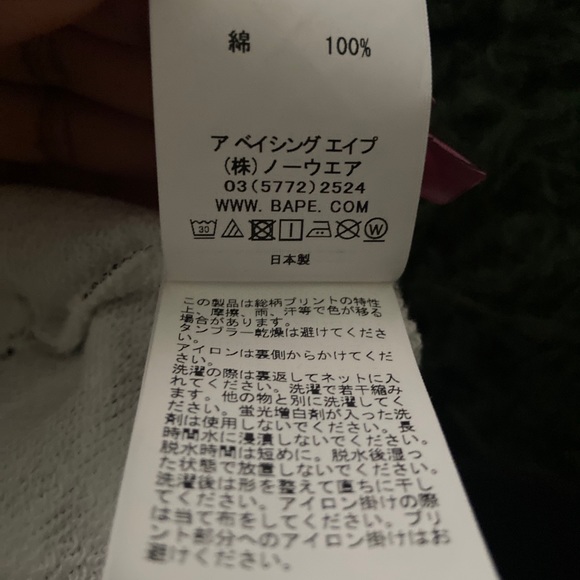 綿 100%
ア ベイシング エイプ
(株)ノーウエア
03(5772)2524
WWW. BAPE. COM
30
日本製
この製品は総柄プリントの特性
上、摩擦、雨、汗等で色が移る
場合があります。
タンブラー乾燥は避けてくださ
い。
アイロンは裏側からかけてくだ
さい。
洗濯の際は裏返してネットに入
れてください。洗濯で若干縮み
ます。他の物と別に洗濯してく
ださい。蛍光増白剤が入った洗
剤は使用しないでください。長
時間水に浸漬しないでください。
脱水時間は短めに。脱水後湿っ
た状態で放置しないでください。
洗濯後は形を整えて直ちに干し
てください。アイロン掛けの際
は当て布をしてください。プリ
ント部分へのアイロン掛けはお
避けください。